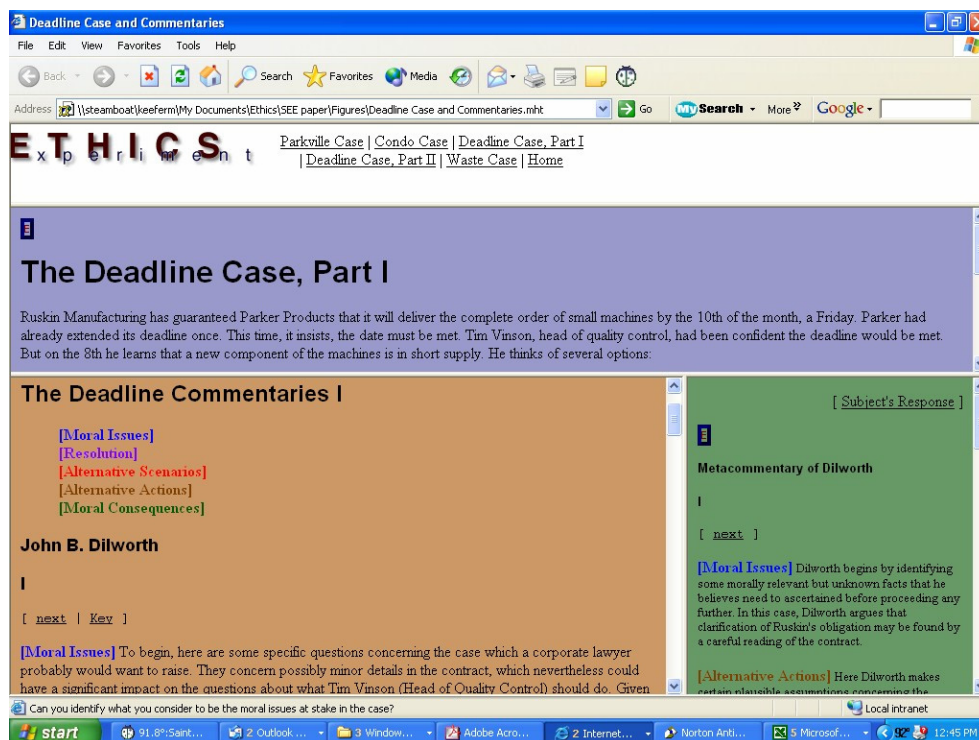 Deadline Case and Commentaries
File Edit View Favorites Tools Help
Back Search Favorites Media
Address \\steamboat\keeferm\My Documents\Ethics\SEE paper\Figures\Deadline Case and Commentaries.mht Go MySearch More Google
ETHICS
Experiment
Parkville Case | Condo Case | Deadline Case, Part I
| Deadline Case, Part II | Waste Case | Home
The Deadline Case, Part I
Ruskin Manufacturing has guaranteed Parker Products that it will deliver the complete order of small machines by the 10th of the month, a Friday. Parker had
already extended its deadline once. This time, it insists, the date must be met. Tim Vinson, head of quality control, had been confident the deadline would be met.
But on the 8th he learns that a new component of the machines is in short supply. He thinks of several options:
The Deadline Commentaries I
[Moral Issues]
[Resolution]
[Alternative Scenarios]
[Alternative Actions]
[Moral Consequences]
John B. Dilworth
I
[ next | Key ]
[Moral Issues] To begin, here are some specific questions concerning the case which a corporate lawyer
probably would want to raise. They concern possibly minor details in the contract, which nevertheless could
have a significant impact on the questions about what Tim Vinson (Head of Quality Control) should do. Given
[ Subject's Response ]
Metacommentary of Dilworth
I
[ next ]
[Moral Issues] Dilworth begins by identifying
some morally relevant but unknown facts that he
believes need to ascertained before proceeding any
further. In this case, Dilworth argues that
clarification of Ruskin's obligation may be found by
a careful reading of the contract.
[Alternative Actions] Here Dilworth makes
certain plausible assumptions concerning the
Can you identify what you consider to be the moral issues at stake in the case? Local intranet
start 91.8°:Saint... 2 Outlook ... 3 Window... Adobe Acro... 2 Internet... Norton Anti... 5 Microsof... 92° 12:45 PM